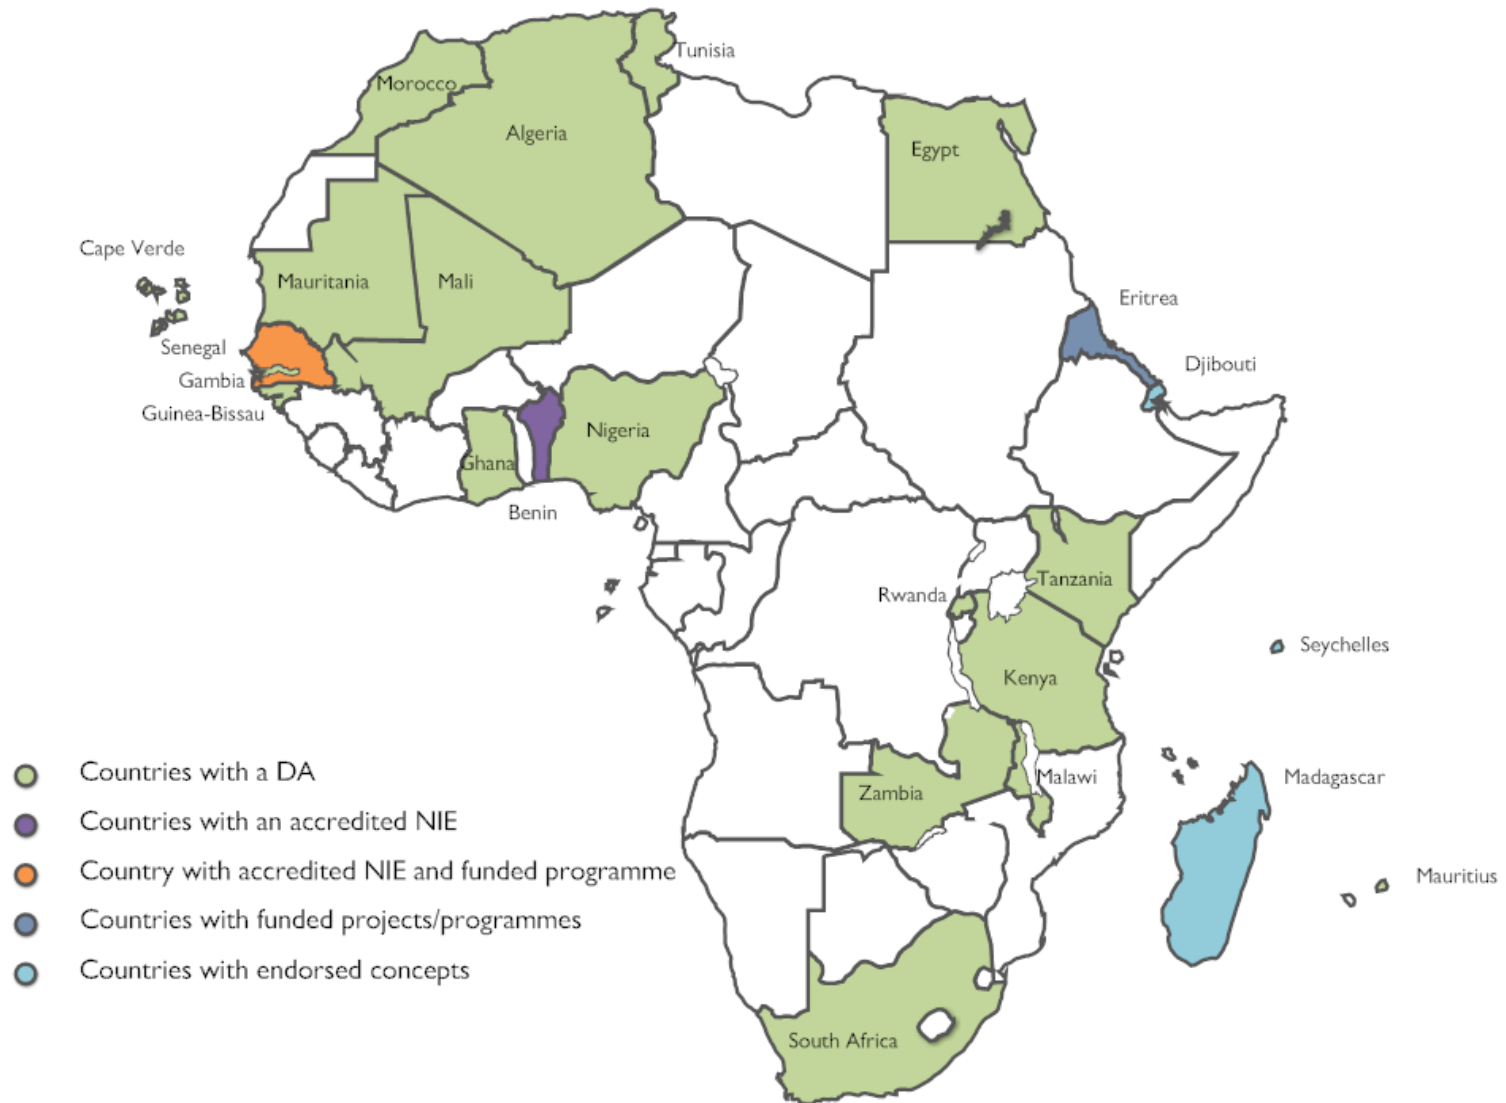 Tunisia
Morocco
Algeria
Egypt
Cape Verde
Mauritania
Mali
Eritrea
Senegal
Djibouti
Gambia
Guinea-Bissau
Nigeria
Ghana
Benin
Tanzania
Rwanda
Seychelles
Kenya
Malawi
Madagascar
Zambia
Mauritius
South Africa
Countries with a DA
Countries with an accredited NIE
Country with accredited NIE and funded programme
Countries with funded projects/programmes
Countries with endorsed concepts